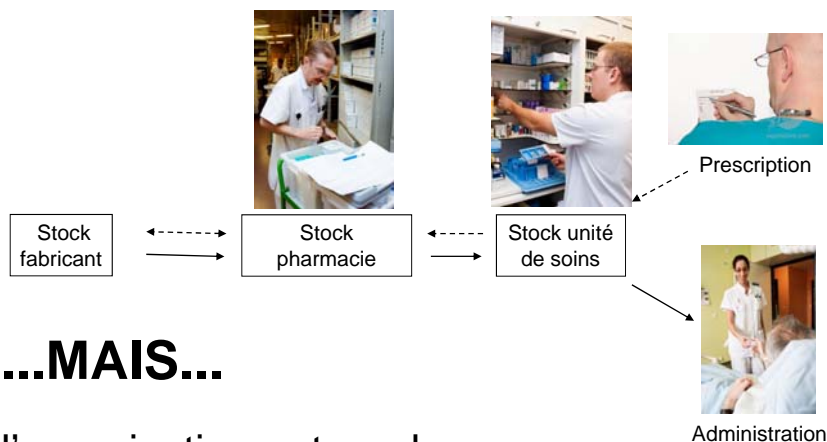 Prescription
Stock
fabricant
Stock
pharmacie
Stock unité
de soins
...MAIS...
Administration